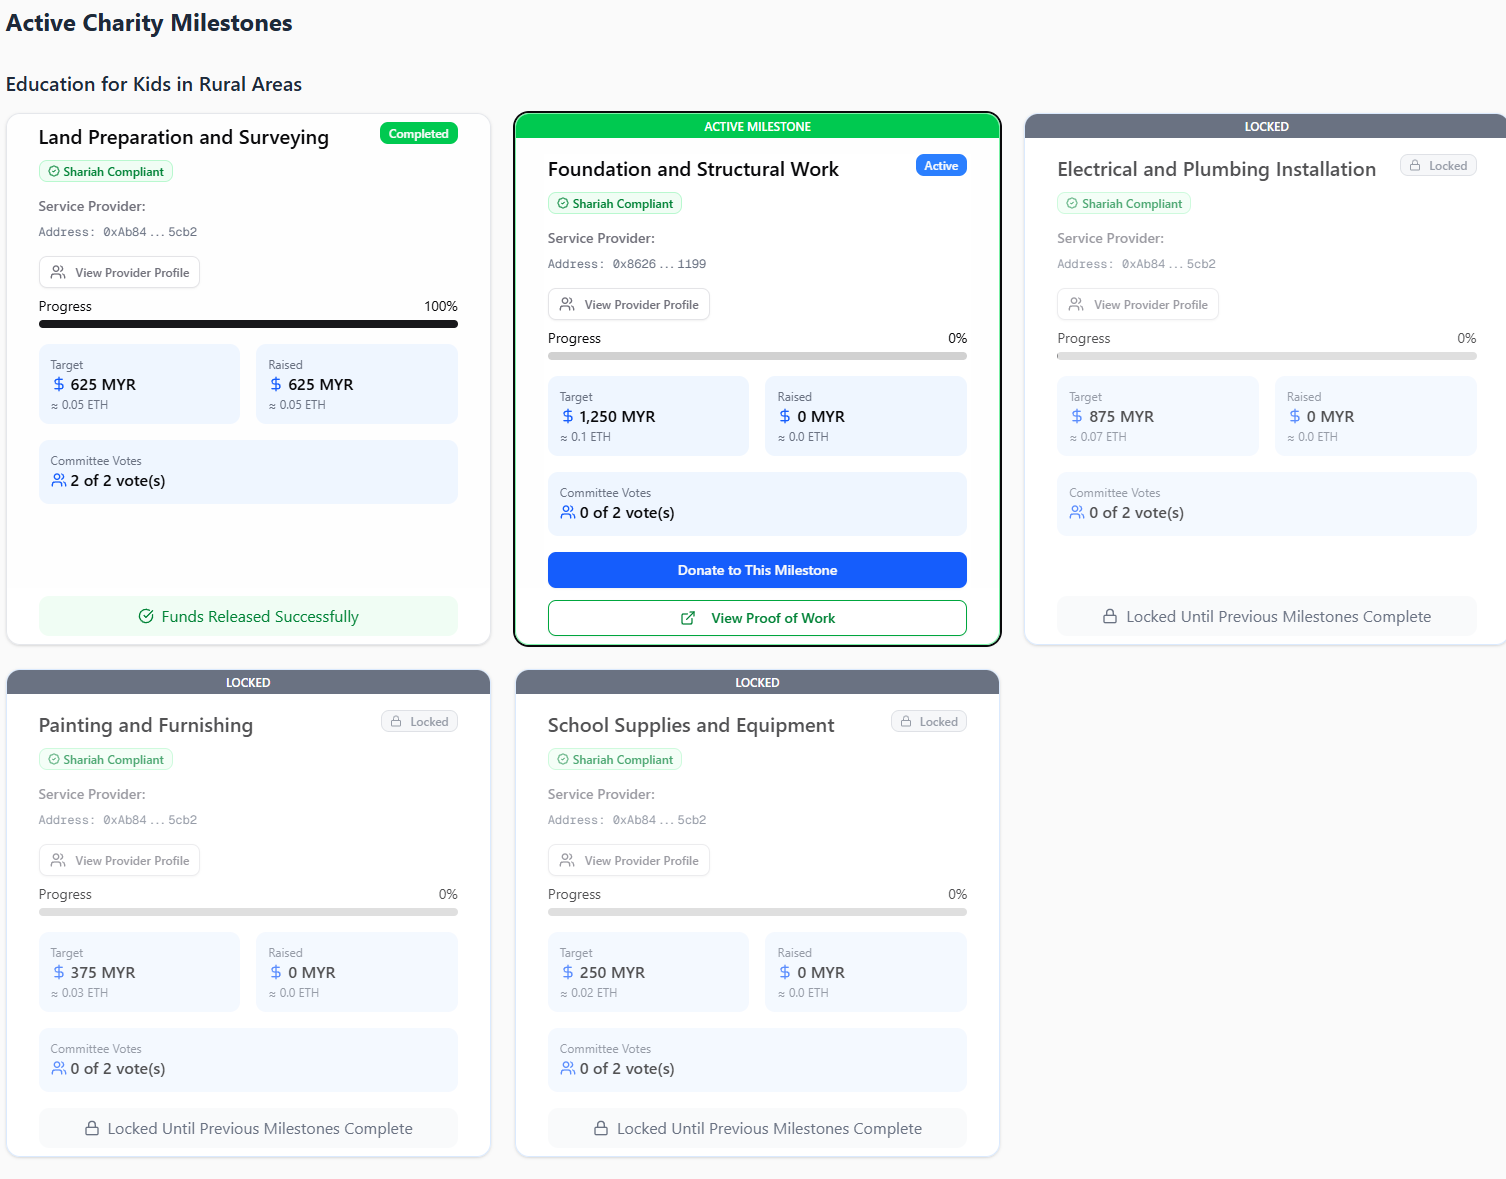 Active Charity Milestones
Education for Kids in Rural Areas
Land Preparation and Surveying
Completed
Shariah Compliant
Service Provider:
Address: 0xAb84...5cb2
View Provider Profile
Progress 100%
Target
$ 625 MYR
≈ 0.05 ETH
Raised
$ 625 MYR
≈ 0.05 ETH
Committee Votes
2 of 2 vote(s)
Funds Released Successfully
ACTIVE MILESTONE
Foundation and Structural Work
Active
Shariah Compliant
Service Provider:
Address: 0x8626...1199
View Provider Profile
Progress 0%
Target
$ 1,250 MYR
≈ 0.1 ETH
Raised
$ 0 MYR
≈ 0.0 ETH
Committee Votes
0 of 2 vote(s)
Donate to This Milestone
View Proof of Work
LOCKED
Electrical and Plumbing Installation
Locked
Shariah Compliant
Service Provider:
Address: 0xAb84...5cb2
View Provider Profile
Progress 0%
Target
$ 875 MYR
≈ 0.07 ETH
Raised
$ 0 MYR
≈ 0.0 ETH
Committee Votes
0 of 2 vote(s)
Locked Until Previous Milestones Complete
LOCKED
Painting and Furnishing
Locked
Shariah Compliant
Service Provider:
Address: 0xAb84...5cb2
View Provider Profile
Progress 0%
Target
$ 375 MYR
≈ 0.03 ETH
Raised
$ 0 MYR
≈ 0.0 ETH
Committee Votes
0 of 2 vote(s)
Locked Until Previous Milestones Complete
LOCKED
School Supplies and Equipment
Locked
Shariah Compliant
Service Provider:
Address: 0xAb84...5cb2
View Provider Profile
Progress 0%
Target
$ 250 MYR
≈ 0.02 ETH
Raised
$ 0 MYR
≈ 0.0 ETH
Committee Votes
0 of 2 vote(s)
Locked Until Previous Milestones Complete